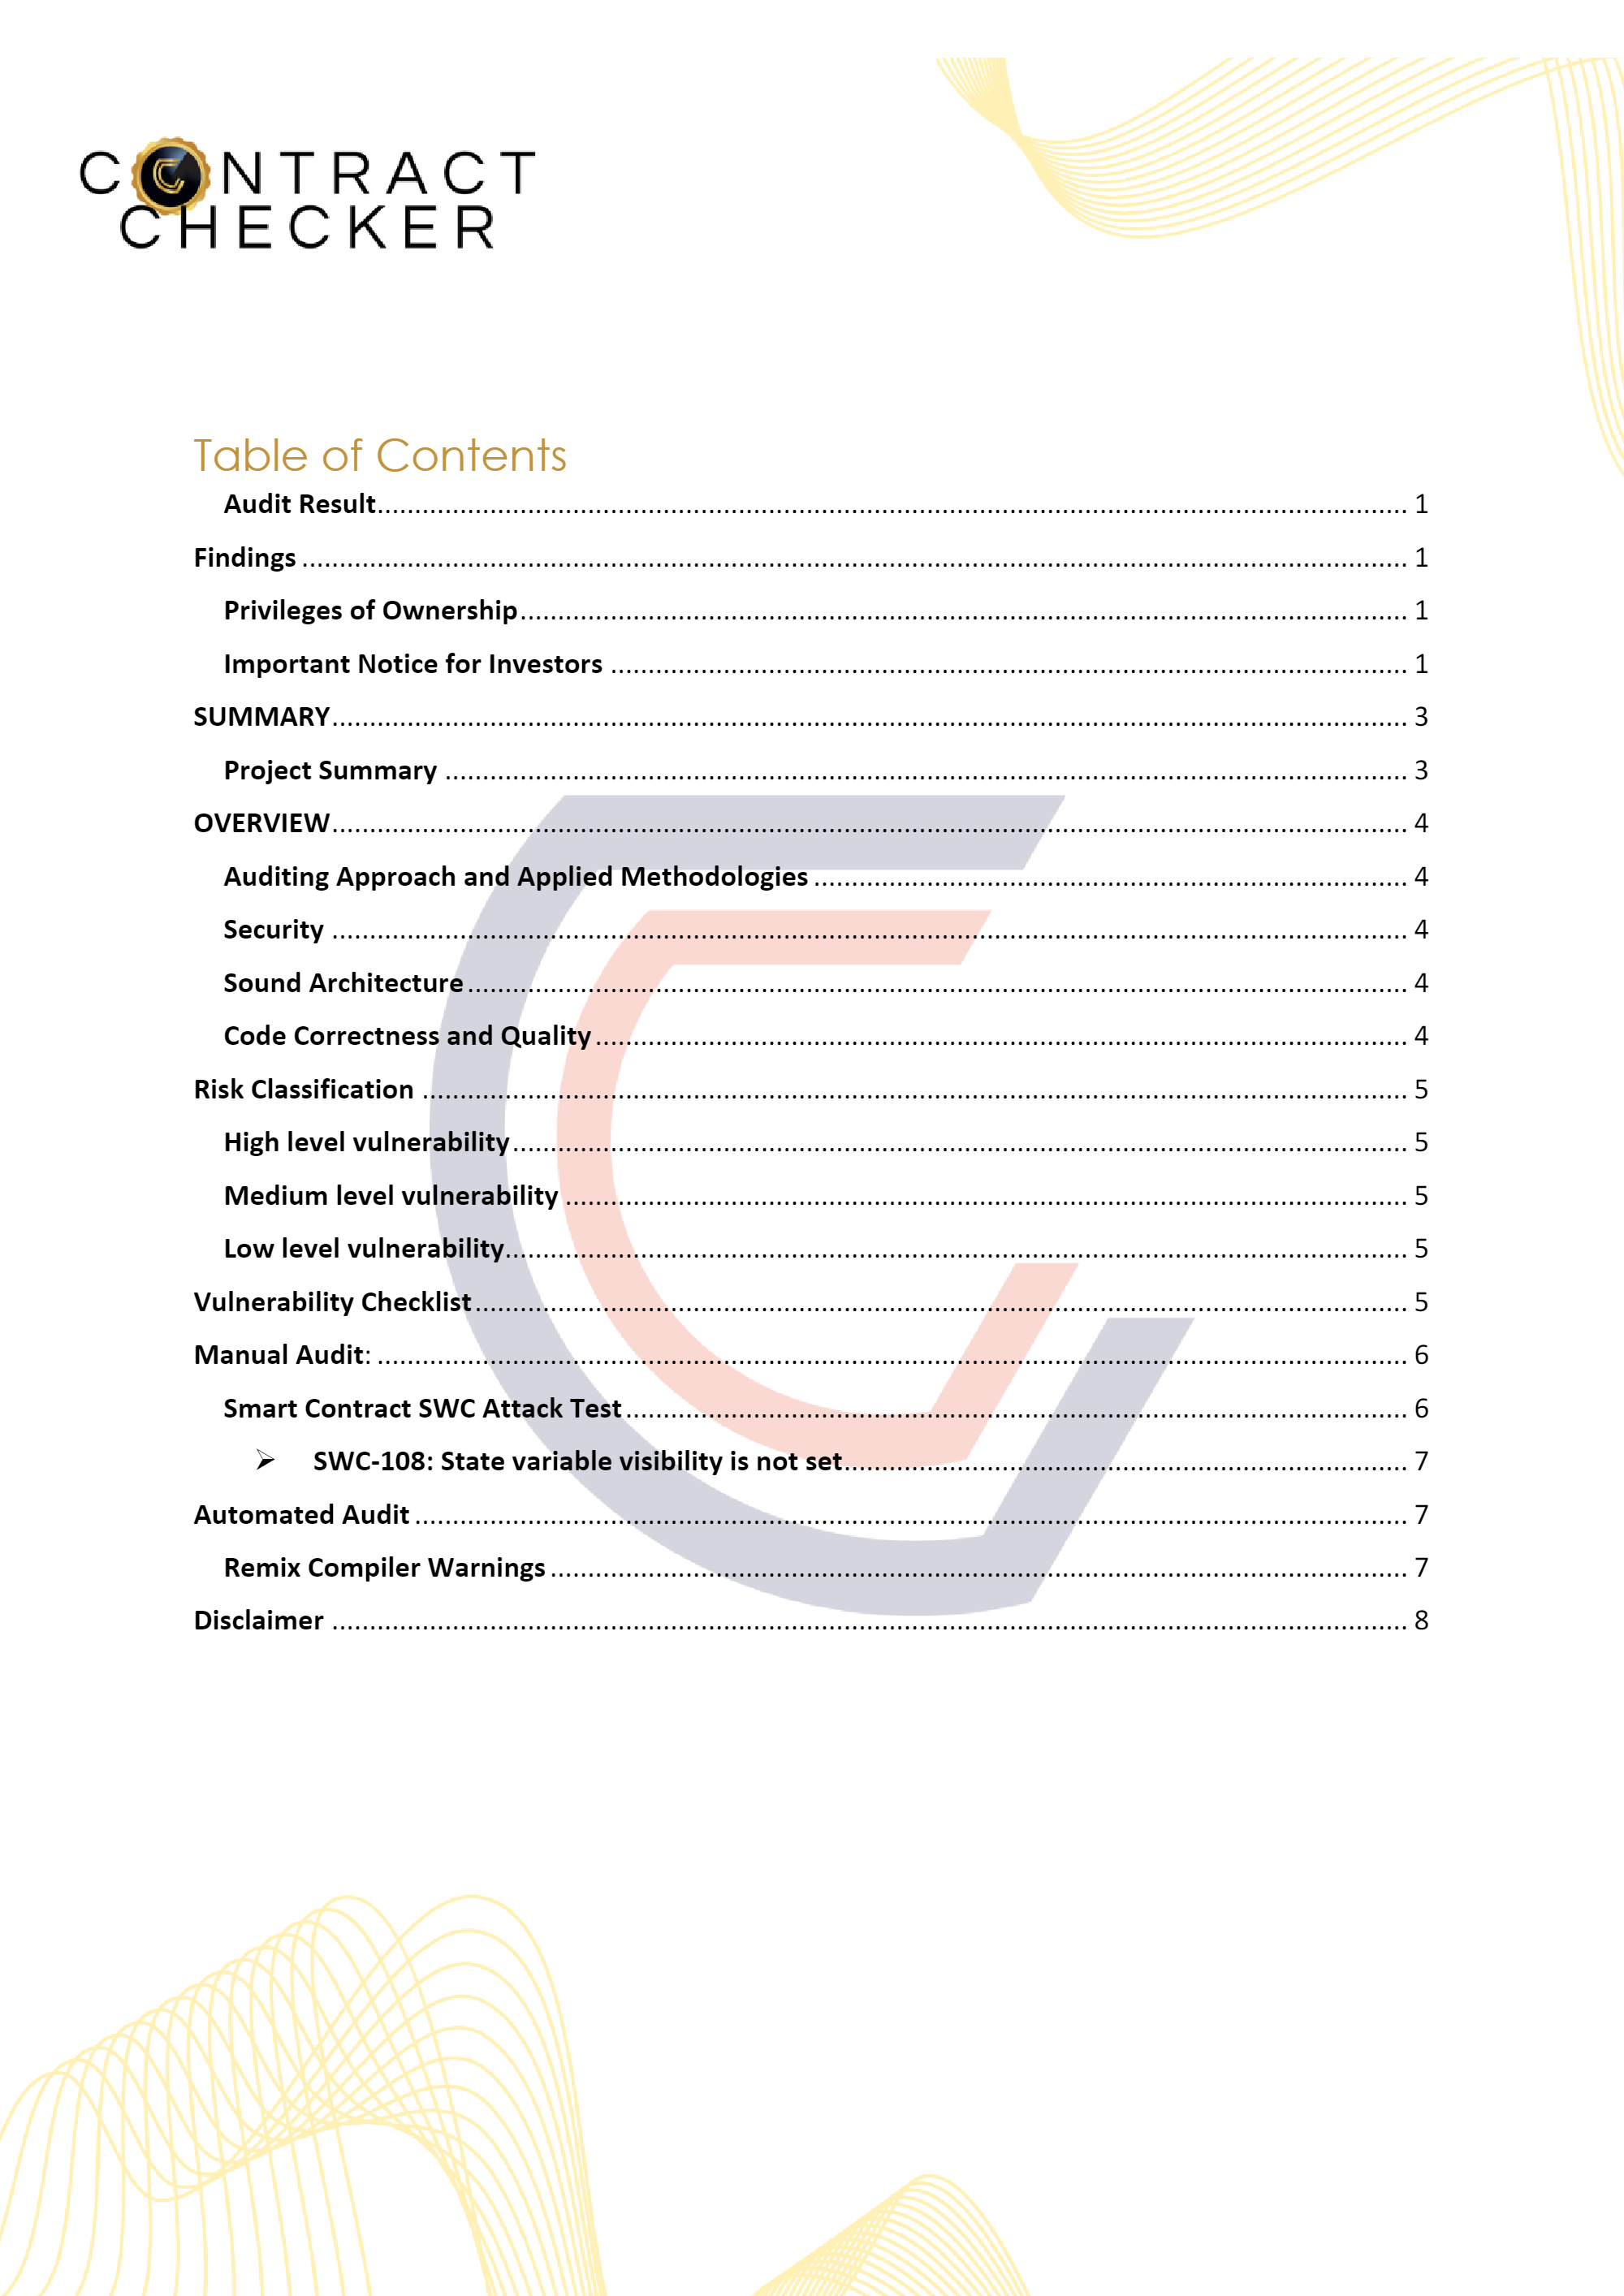 CONTRACT
CHECKER
Table of Contents
Audit Result 1
Findings 1
Privileges of Ownership 1
Important Notice for Investors 1
SUMMARY 3
Project Summary 3
OVERVIEW 4
Auditing Approach and Applied Methodologies 4
Security 4
Sound Architecture 4
Code Correctness and Quality 4
Risk Classification 5
High level vulnerability 5
Medium level vulnerability 5
Low level vulnerability 5
Vulnerability Checklist 5
Manual Audit: 6
Smart Contract SWC Attack Test 6
➢ SWC-108: State variable visibility is not set 7
Automated Audit 7
Remix Compiler Warnings 7
Disclaimer 8